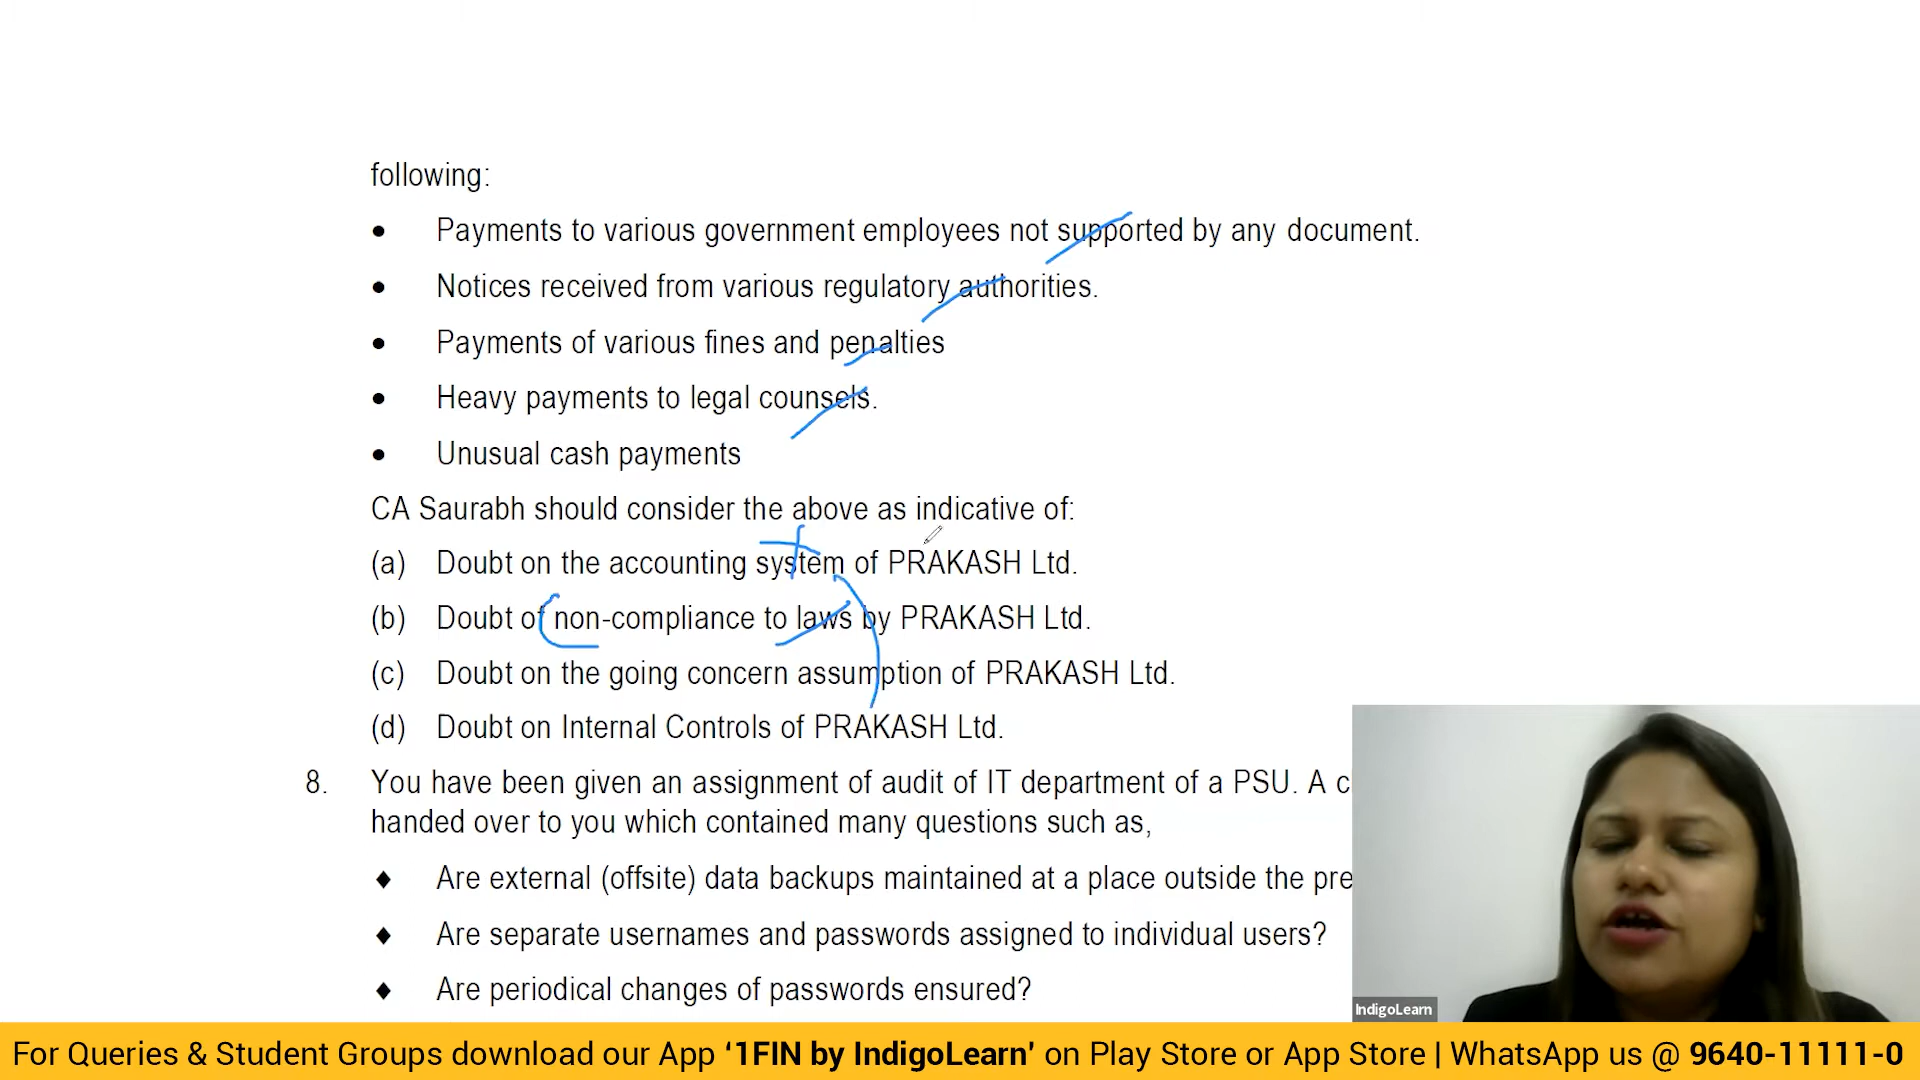 following:
• Payments to various government employees not supported by any document.
• Notices received from various regulatory authorities.
• Payments of various fines and penalties
• Heavy payments to legal counsels.
• Unusual cash payments
CA Saurabh should consider the above as indicative of:
(a) Doubt on the accounting system of PRAKASH Ltd.
(b) Doubt of non-compliance to laws by PRAKASH Ltd.
(c) Doubt on the going concern assumption of PRAKASH Ltd.
(d) Doubt on Internal Controls of PRAKASH Ltd.
8. You have been given an assignment of audit of IT department of a PSU. A c
handed over to you which contained many questions such as,
♦ Are external (offsite) data backups maintained at a place outside the pre
♦ Are separate usernames and passwords assigned to individual users?
♦ Are periodical changes of passwords ensured?
IndigoLearn
For Queries & Student Groups download our App ‘1FIN by IndigoLearn' on Play Store or App Store | WhatsApp us @ 9640-11111-0